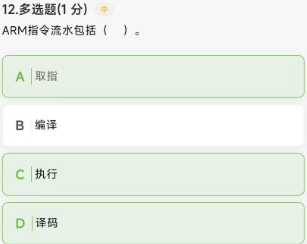 12.多选题(1 分) 中
ARM指令流水包括（ ）。
A 取指
B 编译
C 执行
D 译码